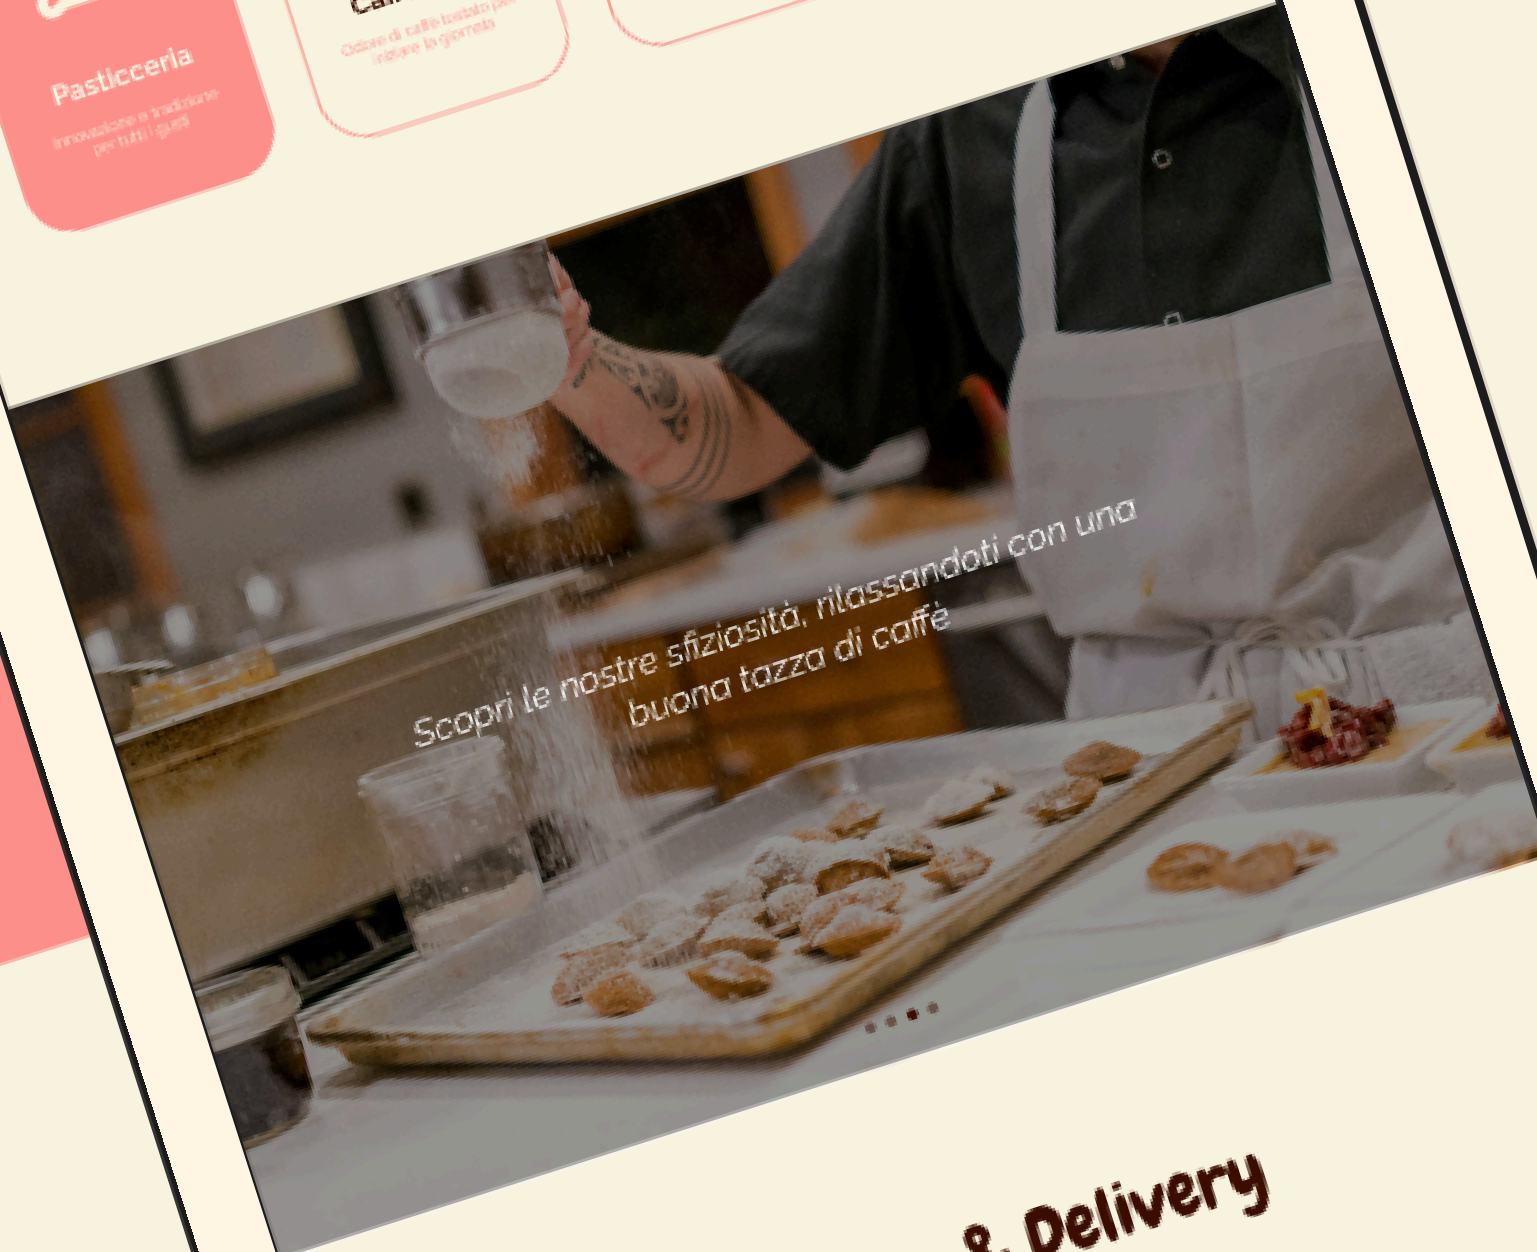 Pasticceria
Innovazione e tradizione
per tutti i gusti
Odore di caffè tostato per
iniziare la giornata
Scopri le nostre sfiziosità, rilassandoti con una
buona tazza di caffè
& Delivery